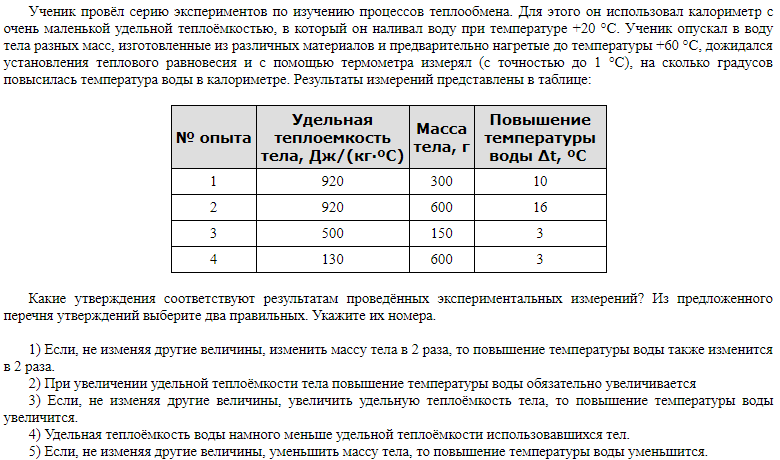 Ученик провёл серию экспериментов по изучению процессов теплообмена. Для этого он использовал калориметр с
очень маленькой удельной теплоёмкостью, в который он наливал воду при температуре +20 °С. Ученик опускал в воду
тела разных масс, изготовленные из различных материалов и предварительно нагретые до температуры +60 °С, дожидался
установления теплового равновесия и с помощью термометра измерял (с точностью до 1 °С), на сколько градусов
повысилась температура воды в калориметре. Результаты измерений представлены в таблице:
№ опыта | Удельная теплоемкость тела, Дж/(кг·ºС) | Масса тела, г | Повышение температуры воды Δt, ºС
1 | 920 | 300 | 10
2 | 920 | 600 | 16
3 | 500 | 150 | 3
4 | 130 | 600 | 3
Какие утверждения соответствуют результатам проведённых экспериментальных измерений? Из предложенного
перечня утверждений выберите два правильных. Укажите их номера.
1) Если, не изменяя другие величины, изменить массу тела в 2 раза, то повышение температуры воды также изменится
в 2 раза.
2) При увеличении удельной теплоёмкости тела повышение температуры воды обязательно увеличивается
3) Если, не изменяя другие величины, увеличить удельную теплоёмкость тела, то повышение температуры воды
увеличится.
4) Удельная теплоёмкость воды намного меньше удельной теплоёмкости использовавшихся тел.
5) Если, не изменяя другие величины, уменьшить массу тела, то повышение температуры воды уменьшится.